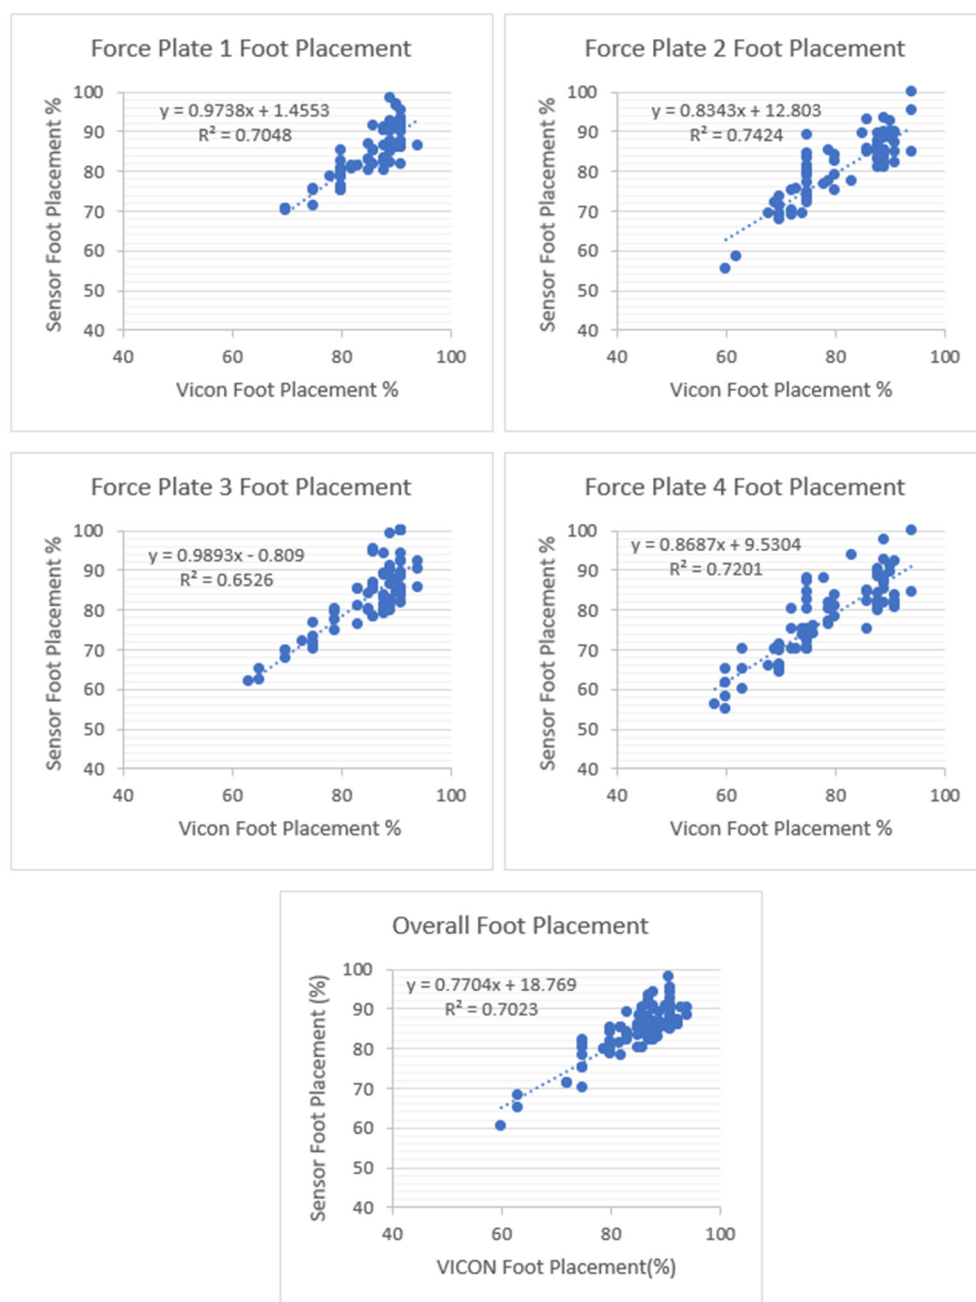 Force Plate 1 Foot Placement
Sensor Foot Placement %
100
90
80
70
60
50
40
y = 0.9738x + 1.4553
R² = 0.7048
40 60 80 100
Vicon Foot Placement %
Force Plate 2 Foot Placement
Sensor Foot Placement %
100
90
80
70
60
50
40
y = 0.8343x + 12.803
R² = 0.7424
40 60 80 100
Vicon Foot Placement %
Force Plate 3 Foot Placement
Sensor Foot Placement %
100
90
80
70
60
50
40
y = 0.9893x - 0.809
R² = 0.6526
40 60 80 100
Vicon Foot Placement %
Force Plate 4 Foot Placement
Sensor Foot Placement %
100
90
80
70
60
50
40
y = 0.8687x + 9.5304
R² = 0.7201
40 60 80 100
Vicon Foot Placement %
Overall Foot Placement
Sensor Foot Placement (%)
100
90
80
70
60
50
40
y = 0.7704x + 18.769
R² = 0.7023
40 60 80 100
VICON Foot Placement(%)